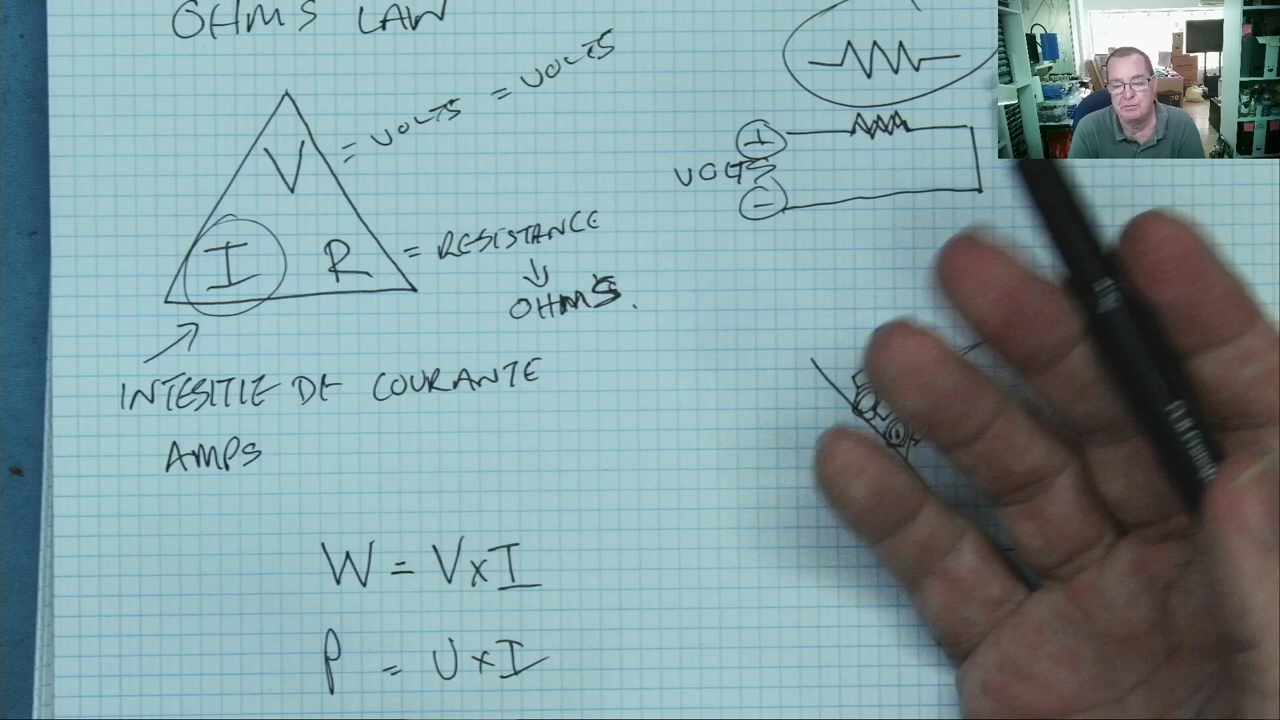 OHMS LAW
V = VOLTS = VOLTS
I R = RESISTANCE
OHMS.
INTESITIE DE COURANTE
AMPS
W = V x I
P = U x I
+
VOLTS
-